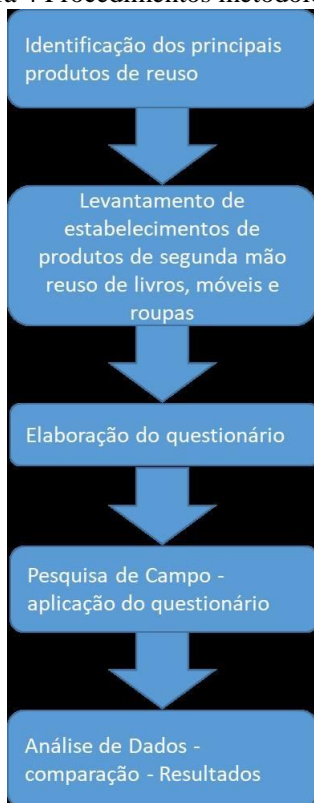 Procedimentos
Identificação dos principais
produtos de reuso
Levantamento de
estabelecimentos de
produtos de segunda mão
reuso de livros, móveis e
roupas
Elaboração do questionário
Pesquisa de Campo -
aplicação do questionário
Análise de Dados -
comparação - Resultados